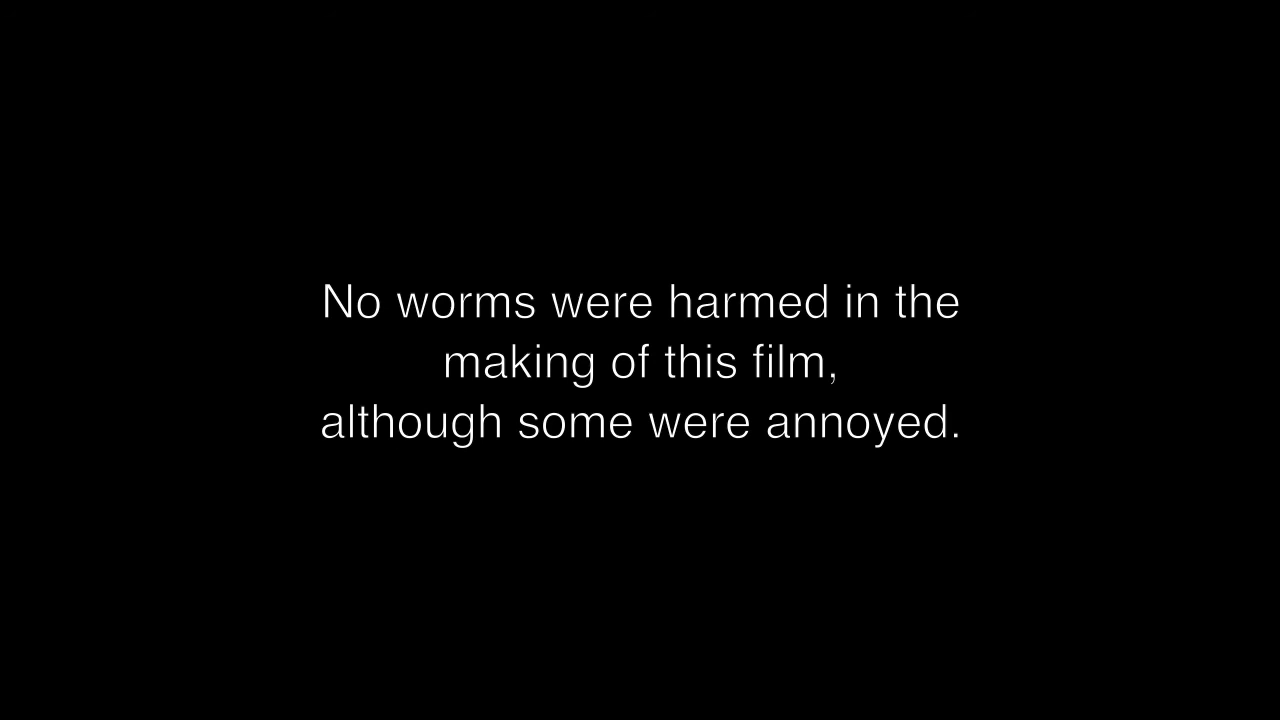 No worms were harmed in the
making of this film,
although some were annoyed.